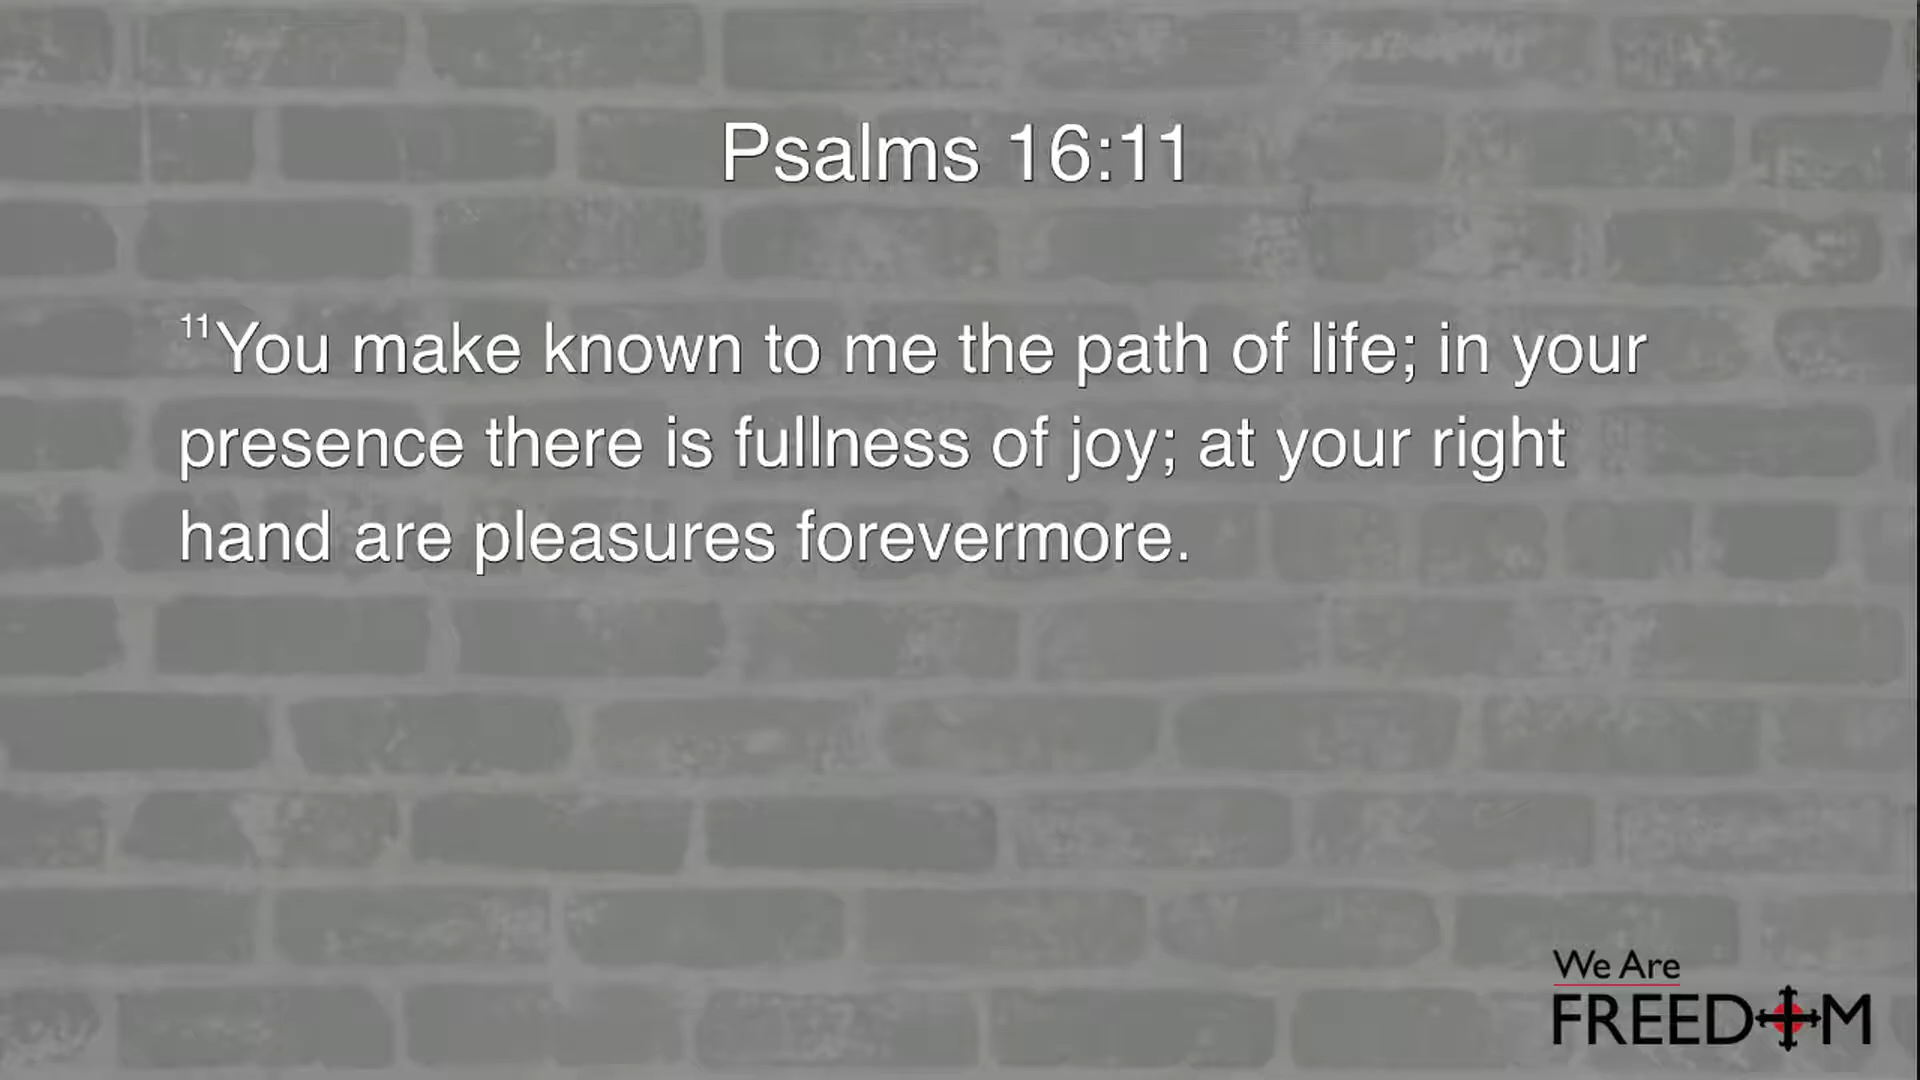 Psalms 16:11
11You make known to me the path of life; in your
presence there is fullness of joy; at your right
hand are pleasures forevermore.
We Are
FREEDOM